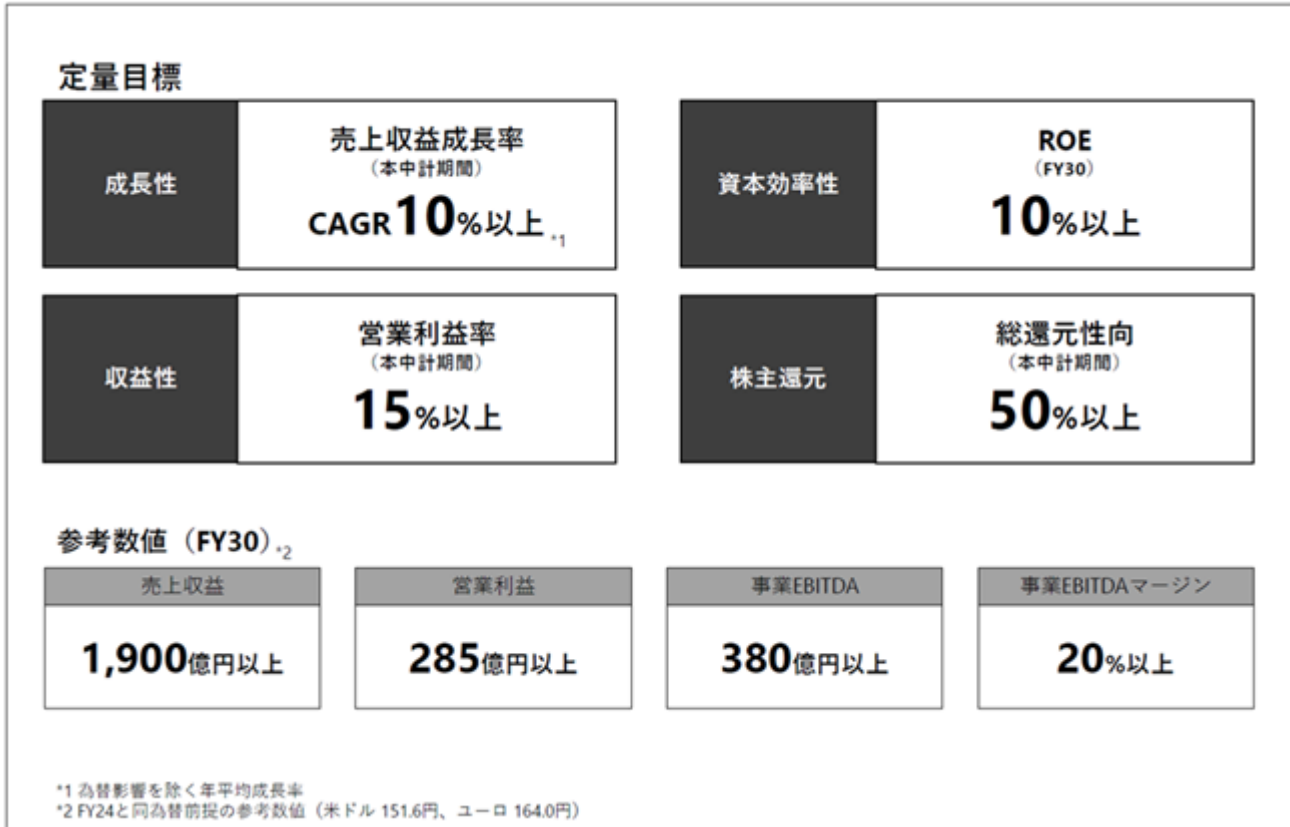 定量目標
成長性
売上収益成長率
（本中計期間）
CAGR10%以上 *1
資本効率性
ROE
（FY30）
10%以上
収益性
営業利益率
（本中計期間）
15%以上
株主還元
総還元性向
（本中計期間）
50%以上
参考数値（FY30）*2
売上収益
1,900億円以上
営業利益
285億円以上
事業EBITDA
380億円以上
事業EBITDAマージン
20%以上
*1 為替影響を除く年平均成長率
*2 FY24と同為替前提の参考数値（米ドル 151.6円、ユーロ 164.0円）